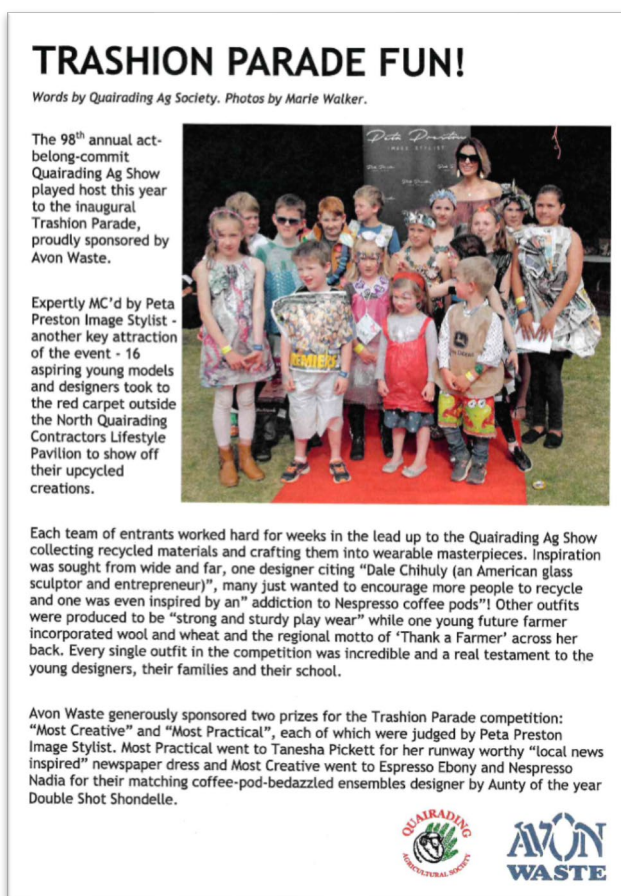 TRASHION PARADE FUN!
Words by Quairading Ag Society. Photos by Marie Walker.
The 98th annual act-
belong-commit
Quairading Ag Show
played host this year
to the inaugural
Trashion Parade,
proudly sponsored by
Avon Waste.
Expertly MC'd by Peta
Preston Image Stylist -
another key attraction
of the event - 16
aspiring young models
and designers took to
the red carpet outside
the North Quairading
Contractors Lifestyle
Pavilion to show off
their upcycled
creations.
Peta Preston
IMAGE STYLIST
PREMIERE
JOHN DEERE
Each team of entrants worked hard for weeks in the lead up to the Quairading Ag Show
collecting recycled materials and crafting them into wearable masterpieces. Inspiration
was sought from wide and far, one designer citing "Dale Chihuly (an American glass
sculptor and entrepreneur)", many just wanted to encourage more people to recycle
and one was even inspired by an" addiction to Nespresso coffee pods"! Other outfits
were produced to be "strong and sturdy play wear" while one young future farmer
incorporated wool and wheat and the regional motto of 'Thank a Farmer' across her
back. Every single outfit in the competition was incredible and a real testament to the
young designers, their families and their school.
Avon Waste generously sponsored two prizes for the Trashion Parade competition:
"Most Creative" and "Most Practical", each of which were judged by Peta Preston
Image Stylist. Most Practical went to Tanesha Pickett for her runway worthy "local news
inspired" newspaper dress and Most Creative went to Espresso Ebony and Nespresso
Nadia for their matching coffee-pod-bedazzled ensembles designer by Aunty of the year
Double Shot Shondelle.
QUAIRADING
AGRICULTURAL SOCIETY
AVON
WASTE